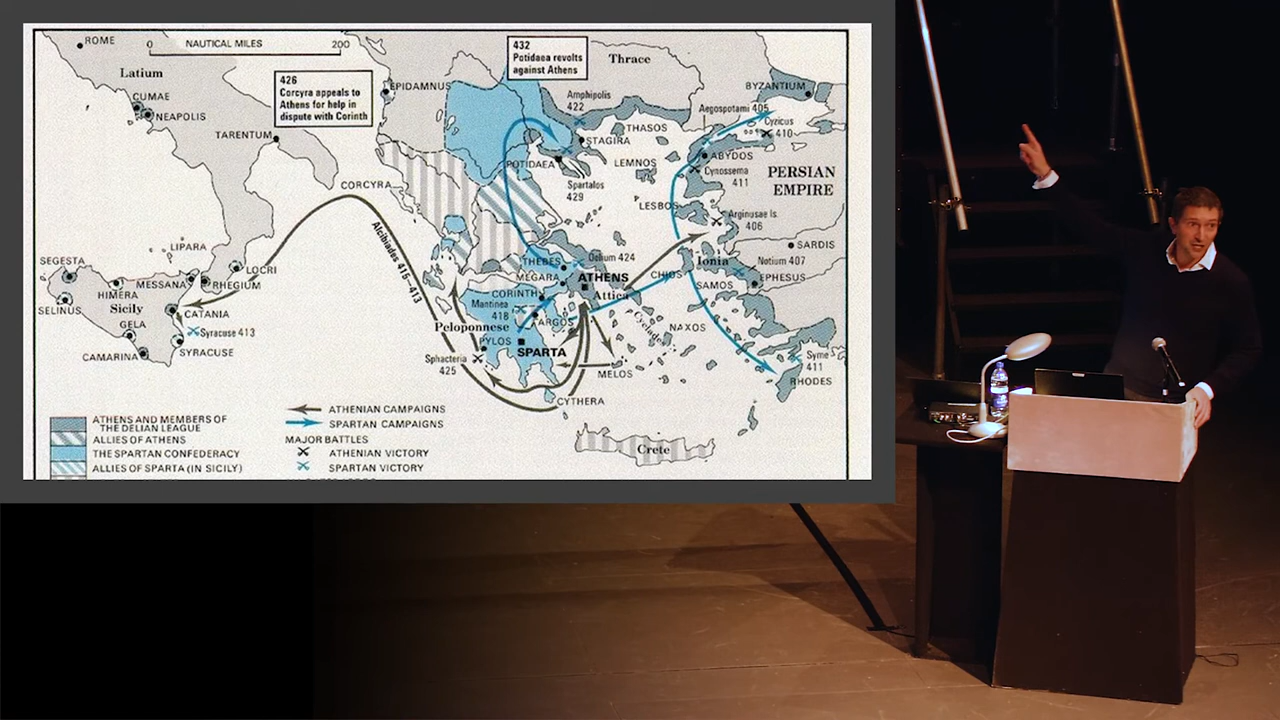 ROME
0 NAUTICAL MILES 200
Latium
CUMAE
NEAPOLIS
TARENTUM
426
Corcyra appeals to
Athens for help in
dispute with Corinth
EPIDAMNUS
432
Potidaea revolts
against Athens
Thrace
BYZANTIUM
Amphipolis
422
Aegospotami 405
Cyzicus
410
THASOS
STAGIRA
POTIDAEA
LEMNOS
ABYDOS
Cynossema
411
PERSIAN
EMPIRE
CORCYRA
Spartalos
429
LESBOS
Arginusae Is.
406
Alcibiades 415-413
LIPARA
SEGESTA
MESSANA
LOCRI
RHEGIUM
HIMERA
SELINUS
Sicily
CATANIA
GELA
Syracuse 413
CAMARINA
SYRACUSE
THEBES
Delium 424
MEGARA
ATHENS
CORINTH
Attica
Mantinea
418
ARGOS
Peloponnese
PYLOS
SPARTA
Sphacteria
425
CHIOS
Ionia
SARDIS
Notium 407
EPHESUS
SAMOS
Cyclades
NAXOS
MELOS
CYTHERA
Syme
411
RHODES
Crete
ATHENS AND MEMBERS OF
THE DELIAN LEAGUE
ALLIES OF ATHENS
THE SPARTAN CONFEDERACY
ALLIES OF SPARTA (IN SICILY)
ATHENIAN CAMPAIGNS
SPARTAN CAMPAIGNS
MAJOR BATTLES
ATHENIAN VICTORY
SPARTAN VICTORY